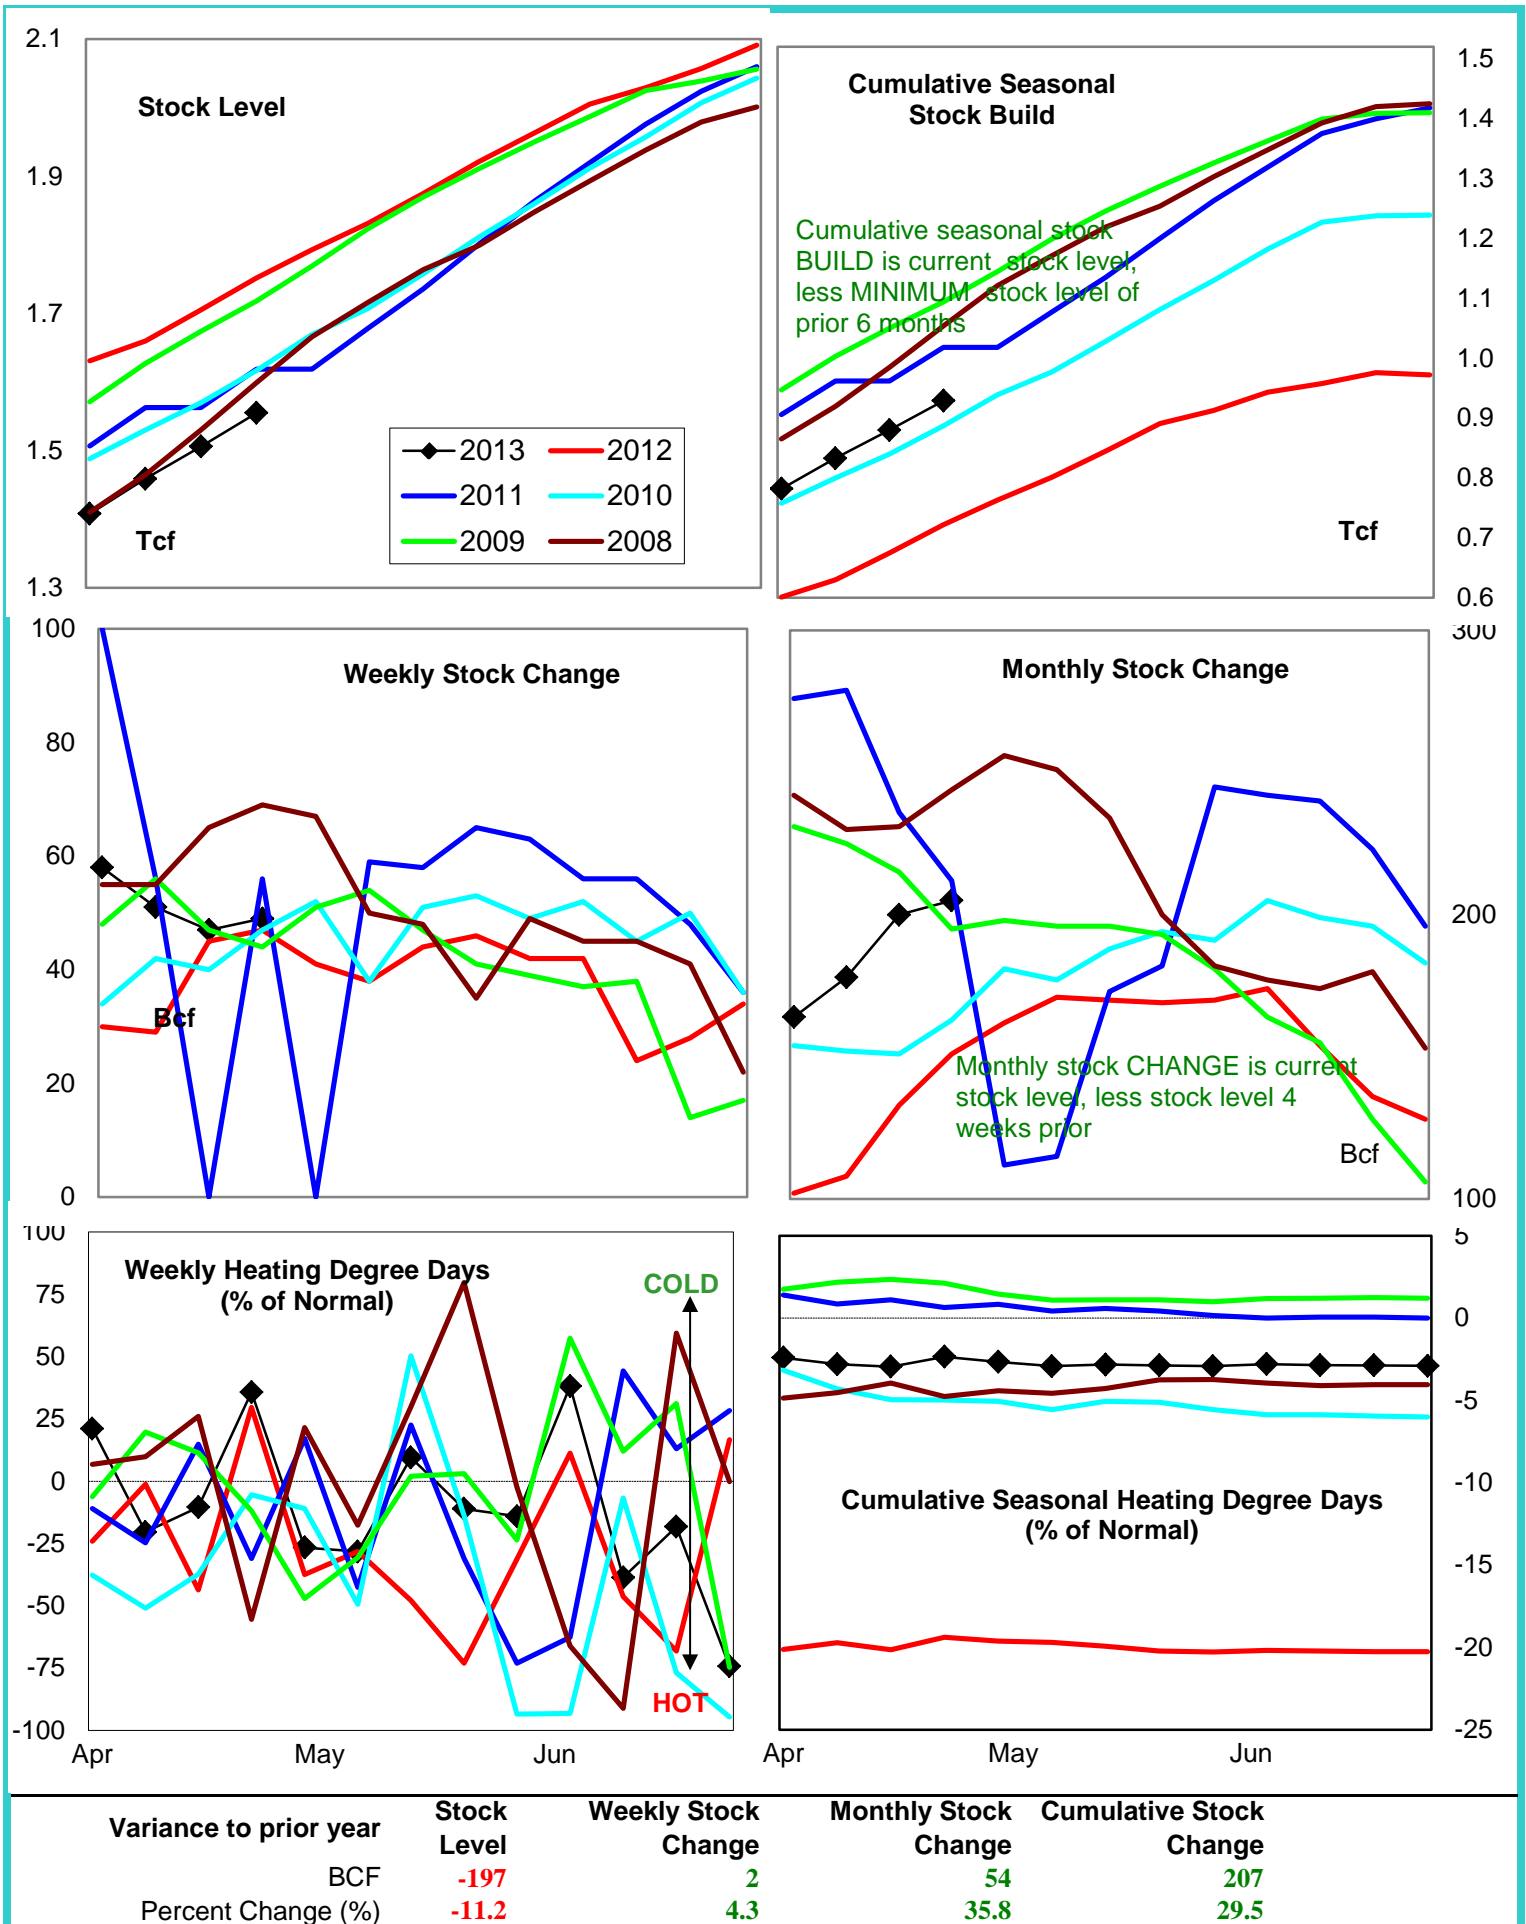 2.1
1.9
1.7
1.5
1.3
Stock Level
Tcf
2013
2012
2011
2010
2009
2008
Cumulative Seasonal
Stock Build
Cumulative seasonal stock
BUILD is current stock level,
less MINIMUM stock level of
prior 6 months
Tcf
1.5
1.4
1.3
1.2
1.1
1.0
0.9
0.8
0.7
0.6
100
80
60
40
20
0
Weekly Stock Change
Bcf
Monthly Stock Change
Monthly stock CHANGE is current
stock level, less stock level 4
weeks prior
Bcf
300
200
100
100
75
50
25
0
-25
-50
-75
-100
Weekly Heating Degree Days
(% of Normal)
COLD
HOT
Apr
May
Jun
5
0
-5
-10
-15
-20
-25
Cumulative Seasonal Heating Degree Days
(% of Normal)
Apr
May
Jun
Variance to prior year
Stock
Level
Weekly Stock
Change
Monthly Stock
Change
Cumulative Stock
Change
BCF -197 2 54 207
Percent Change (%) -11.2 4.3 35.8 29.5